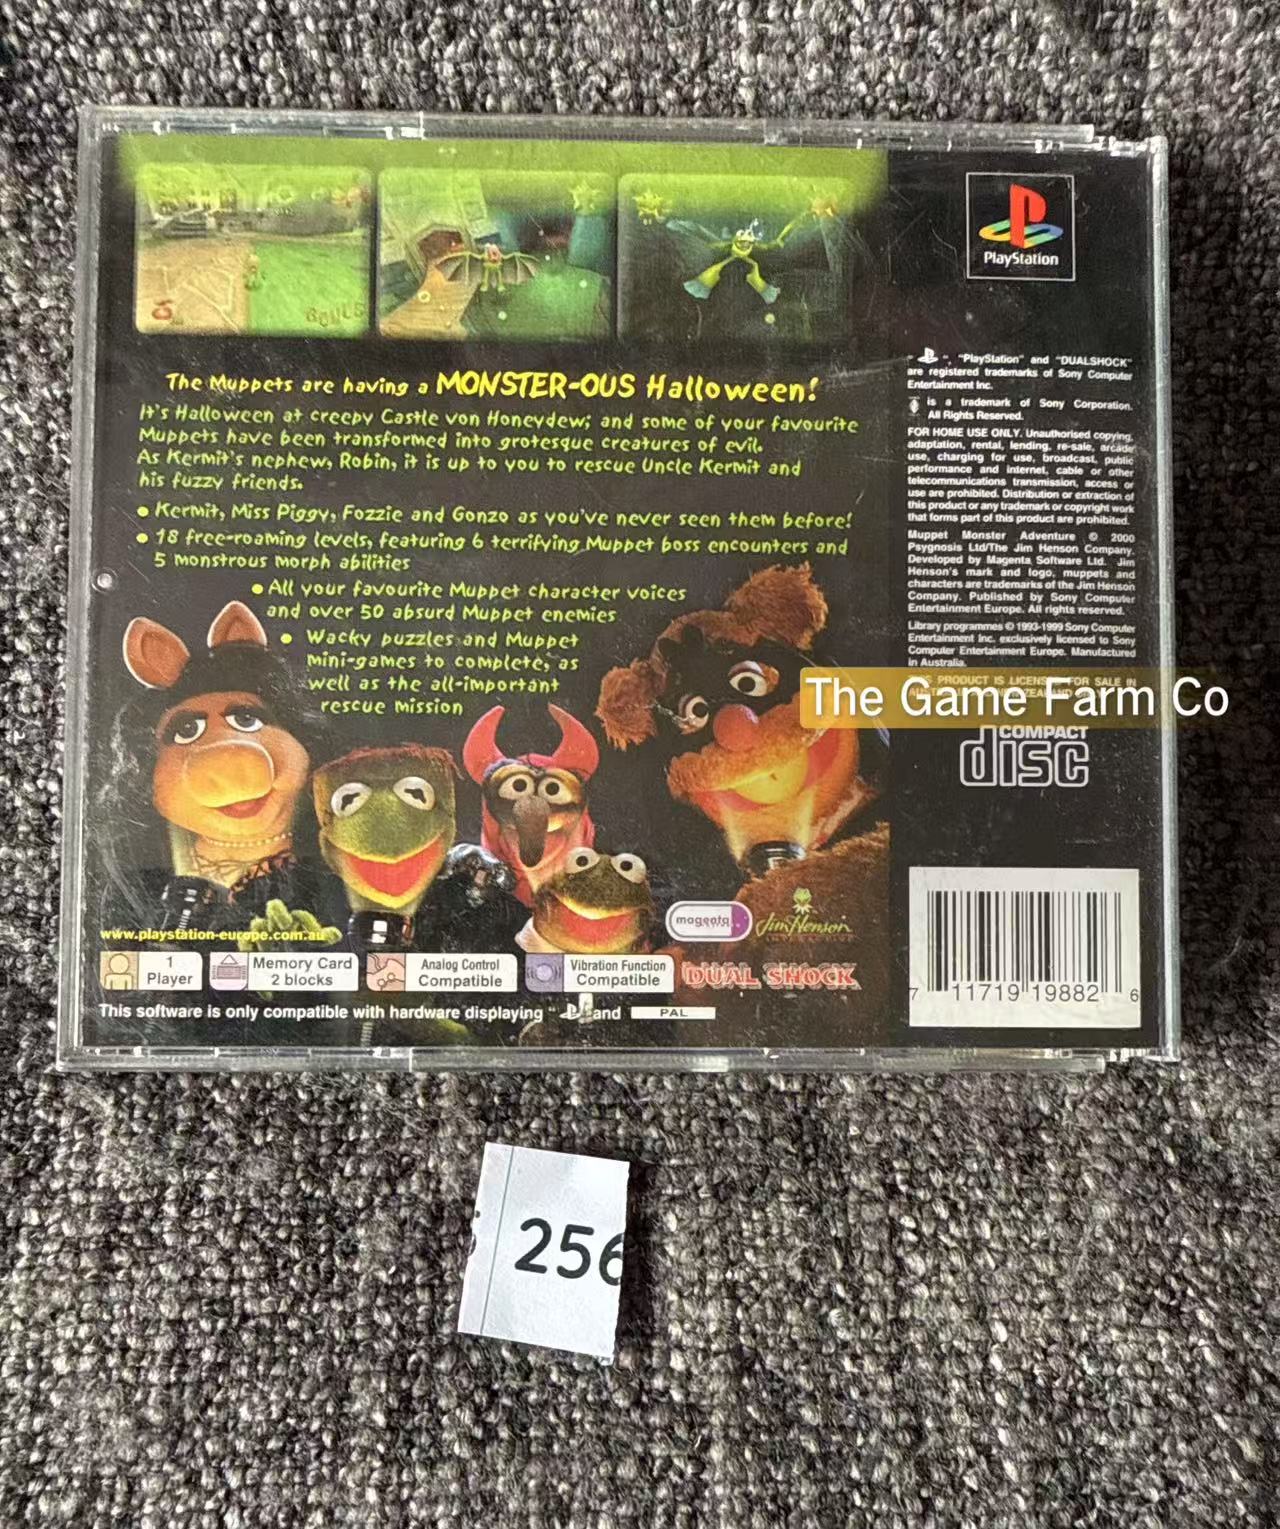 PlayStation
The Muppets are having a MONSTER-OUS Halloween!
It's Halloween at creepy Castle von Honeydew; and some of your favourite
Muppets have been transformed into grotesque creatures of evil.
As Kermit's nephew, Robin, it is up to you to rescue Uncle Kermit and
his fuzzy friends.
• Kermit, Miss Piggy, Fozzie and Gonzo as you've never seen them before!
• 18 free-roaming levels, featuring 6 terrifying Muppet boss encounters and
5 monstrous morph abilities
• All your favourite Muppet character voices
and over 50 absurd Muppet enemies
• Wacky puzzles and Muppet
mini-games to complete, as
well as the all-important
rescue mission
" ", "PlayStation" and "DUALSHOCK"
are registered trademarks of Sony Computer
Entertainment Inc.
is a trademark of Sony Corporation.
All Rights Reserved.
FOR HOME USE ONLY. Unauthorised copying,
adaptation, rental, lending, re-sale, arcade
use, charging for use, broadcast, public
performance and internet, cable or other
telecommunications transmission, access or
use are prohibited. Distribution or extraction of
this product or any trademark or copyright work
that forms part of this product are prohibited.
Muppet Monster Adventure © 2000
Psygnosis Ltd/The Jim Henson Company.
Developed by Magenta Software Ltd. Jim
Henson's mark and logo, muppets and
characters are trademarks of the Jim Henson
Company. Published by Sony Computer
Entertainment Europe. All rights reserved.
Library programmes © 1993-1999 Sony Computer
Entertainment Inc. exclusively licensed to Sony
Computer Entertainment Europe. Manufactured
in Australia.
PRODUCT IS FOR SALE IN
The Game Farm Co
COMPACT
disc
magenta
Jim Henson
INTERACTIVE
www.playstation-europe.com.au
1
Player
Memory Card
2 blocks
Analog Control
Compatible
Vibration Function
Compatible
DUAL SHOCK
This software is only compatible with hardware displaying " and PAL
7 11719 19882 6
256